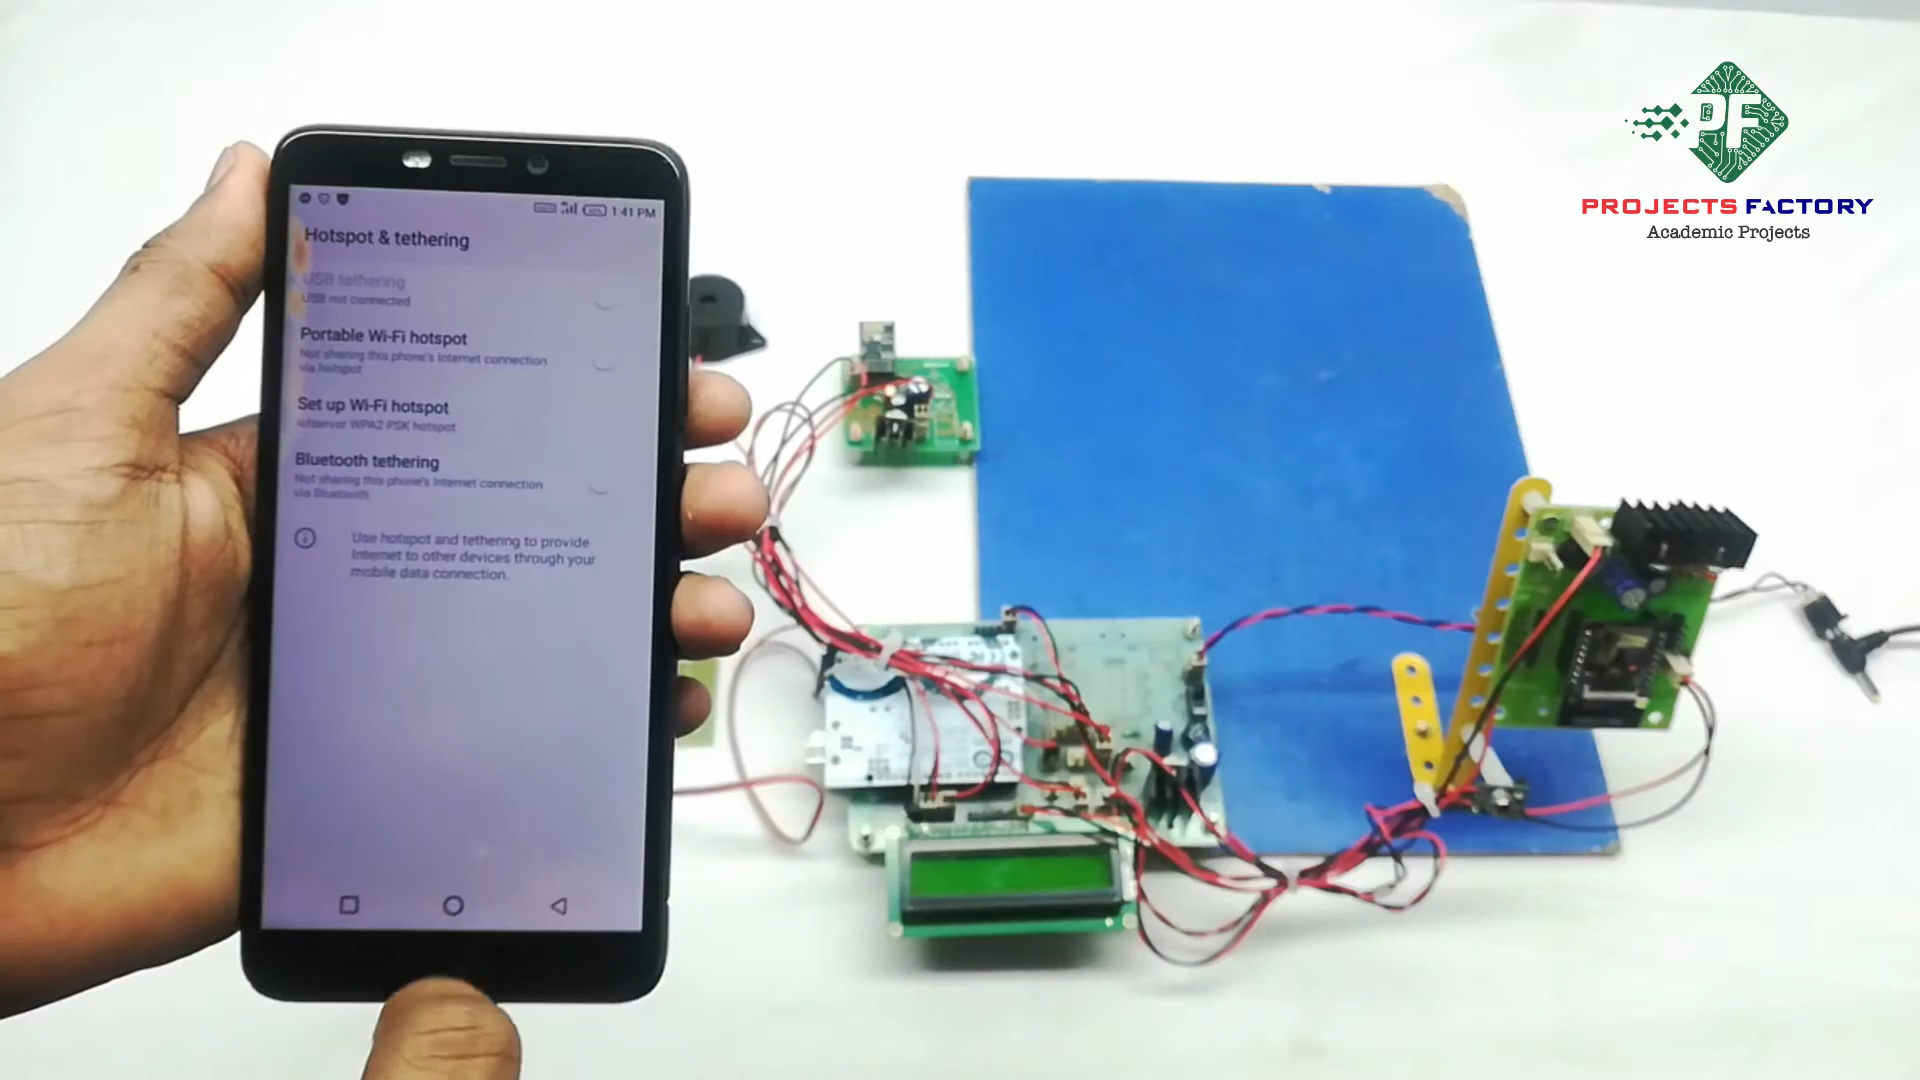 1:41 PM
Hotspot & tethering
USB tethering
USB not connected
Portable Wi-Fi hotspot
Not sharing this phone's Internet connection
via hotspot
Set up Wi-Fi hotspot
WPA2 PSK hotspot
Bluetooth tethering
Not sharing this phone's Internet connection
via Bluetooth
Use hotspot and tethering to provide
Internet to other devices through your
mobile data connection.
PF
PROJECTS FACTORY
Academic Projects